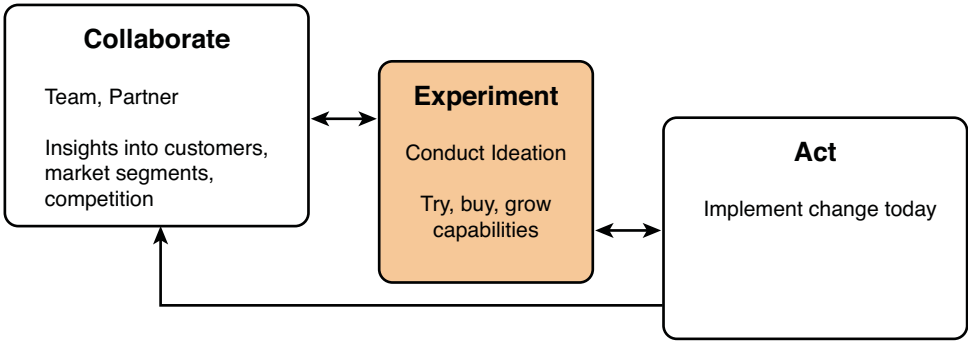 Collaborate
Team, Partner
Insights into customers,
market segments,
competition
Experiment
Conduct Ideation
Try, buy, grow
capabilities
Act
Implement change today